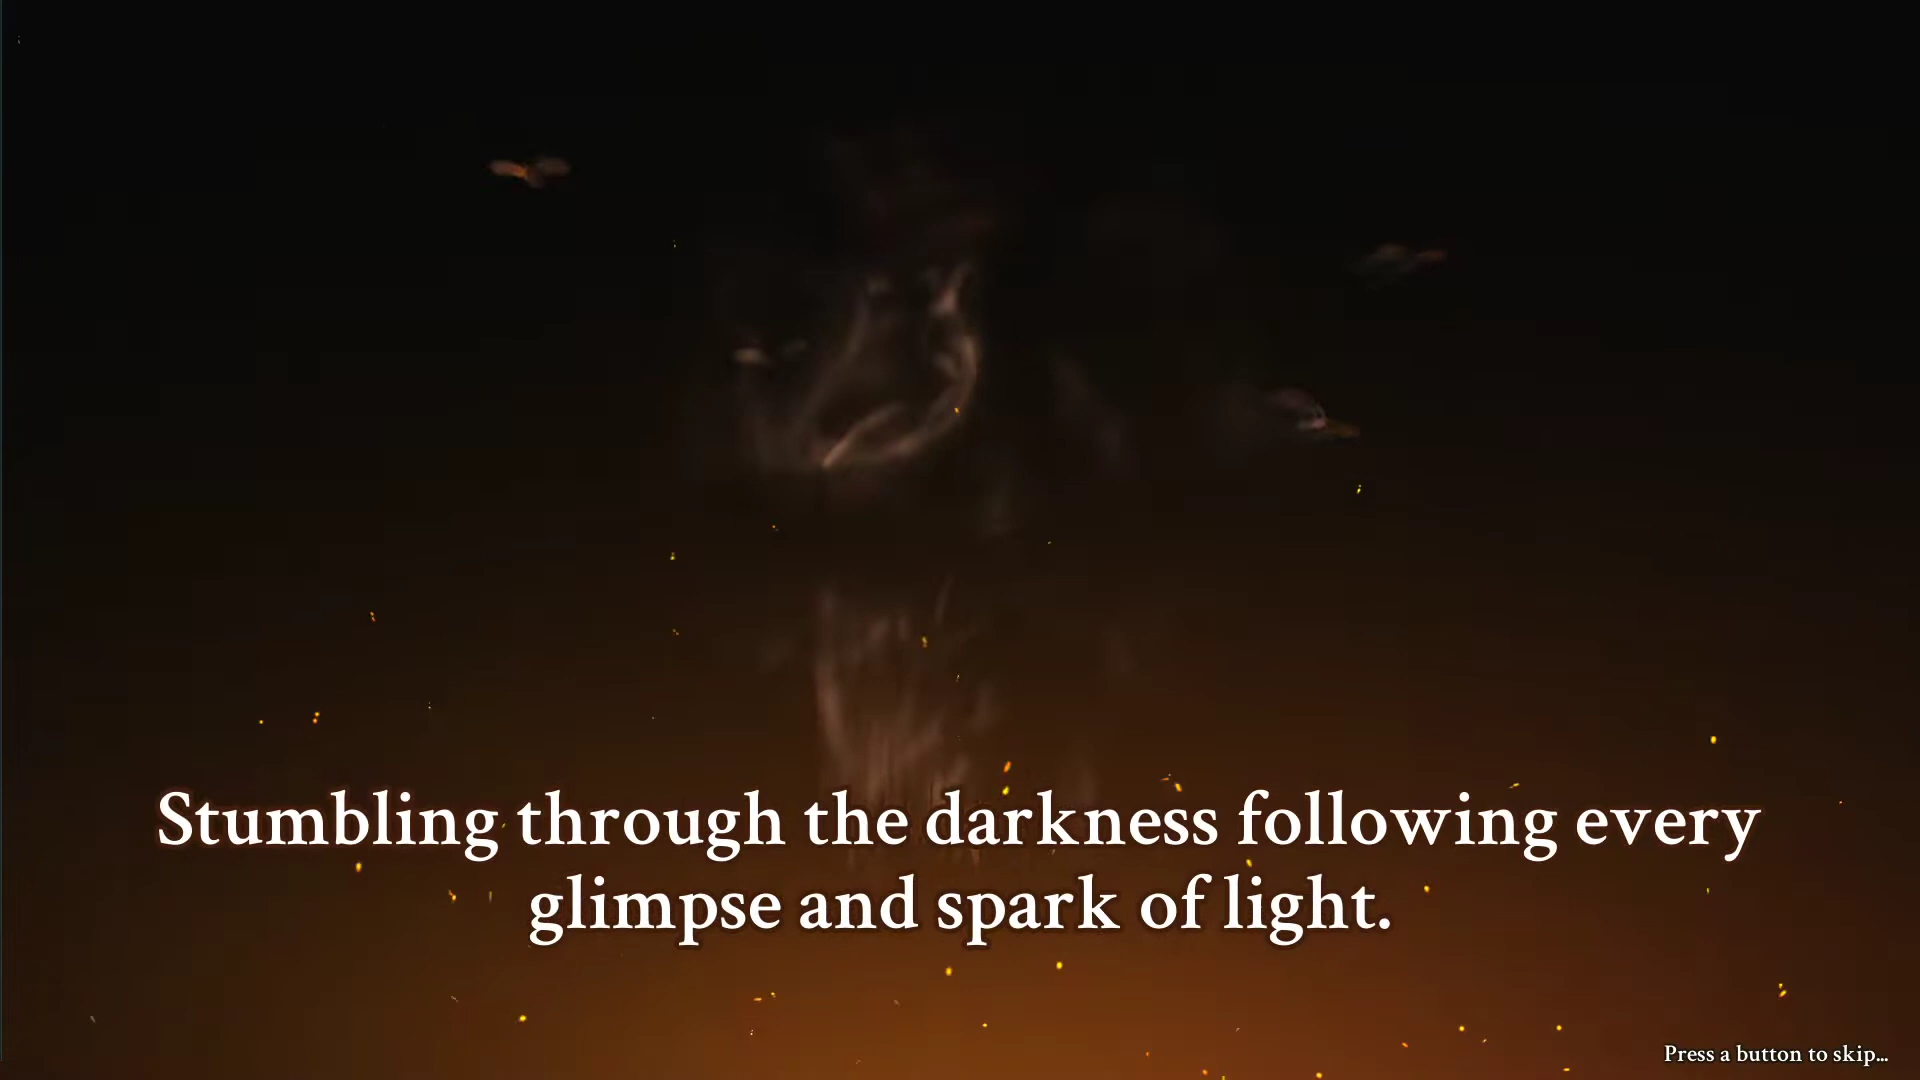 Stumbling through the darkness following every
glimpse and spark of light.
Press a button to skip...